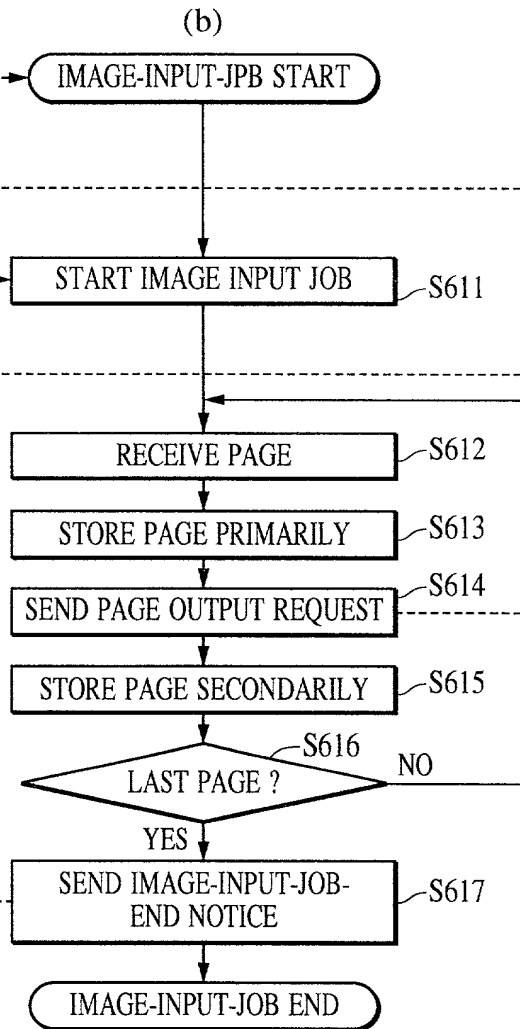 (b)
IMAGE-INPUT-JPB START
START IMAGE INPUT JOB
S611
RECEIVE PAGE
S612
STORE PAGE PRIMARILY
S613
S614
SEND PAGE OUTPUT REQUEST
STORE PAGE SECONDARILY
S615
S616
LAST PAGE ?
NO
YES
SEND IMAGE-INPUT-JOB-
END NOTICE
S617
IMAGE-INPUT-JOB END